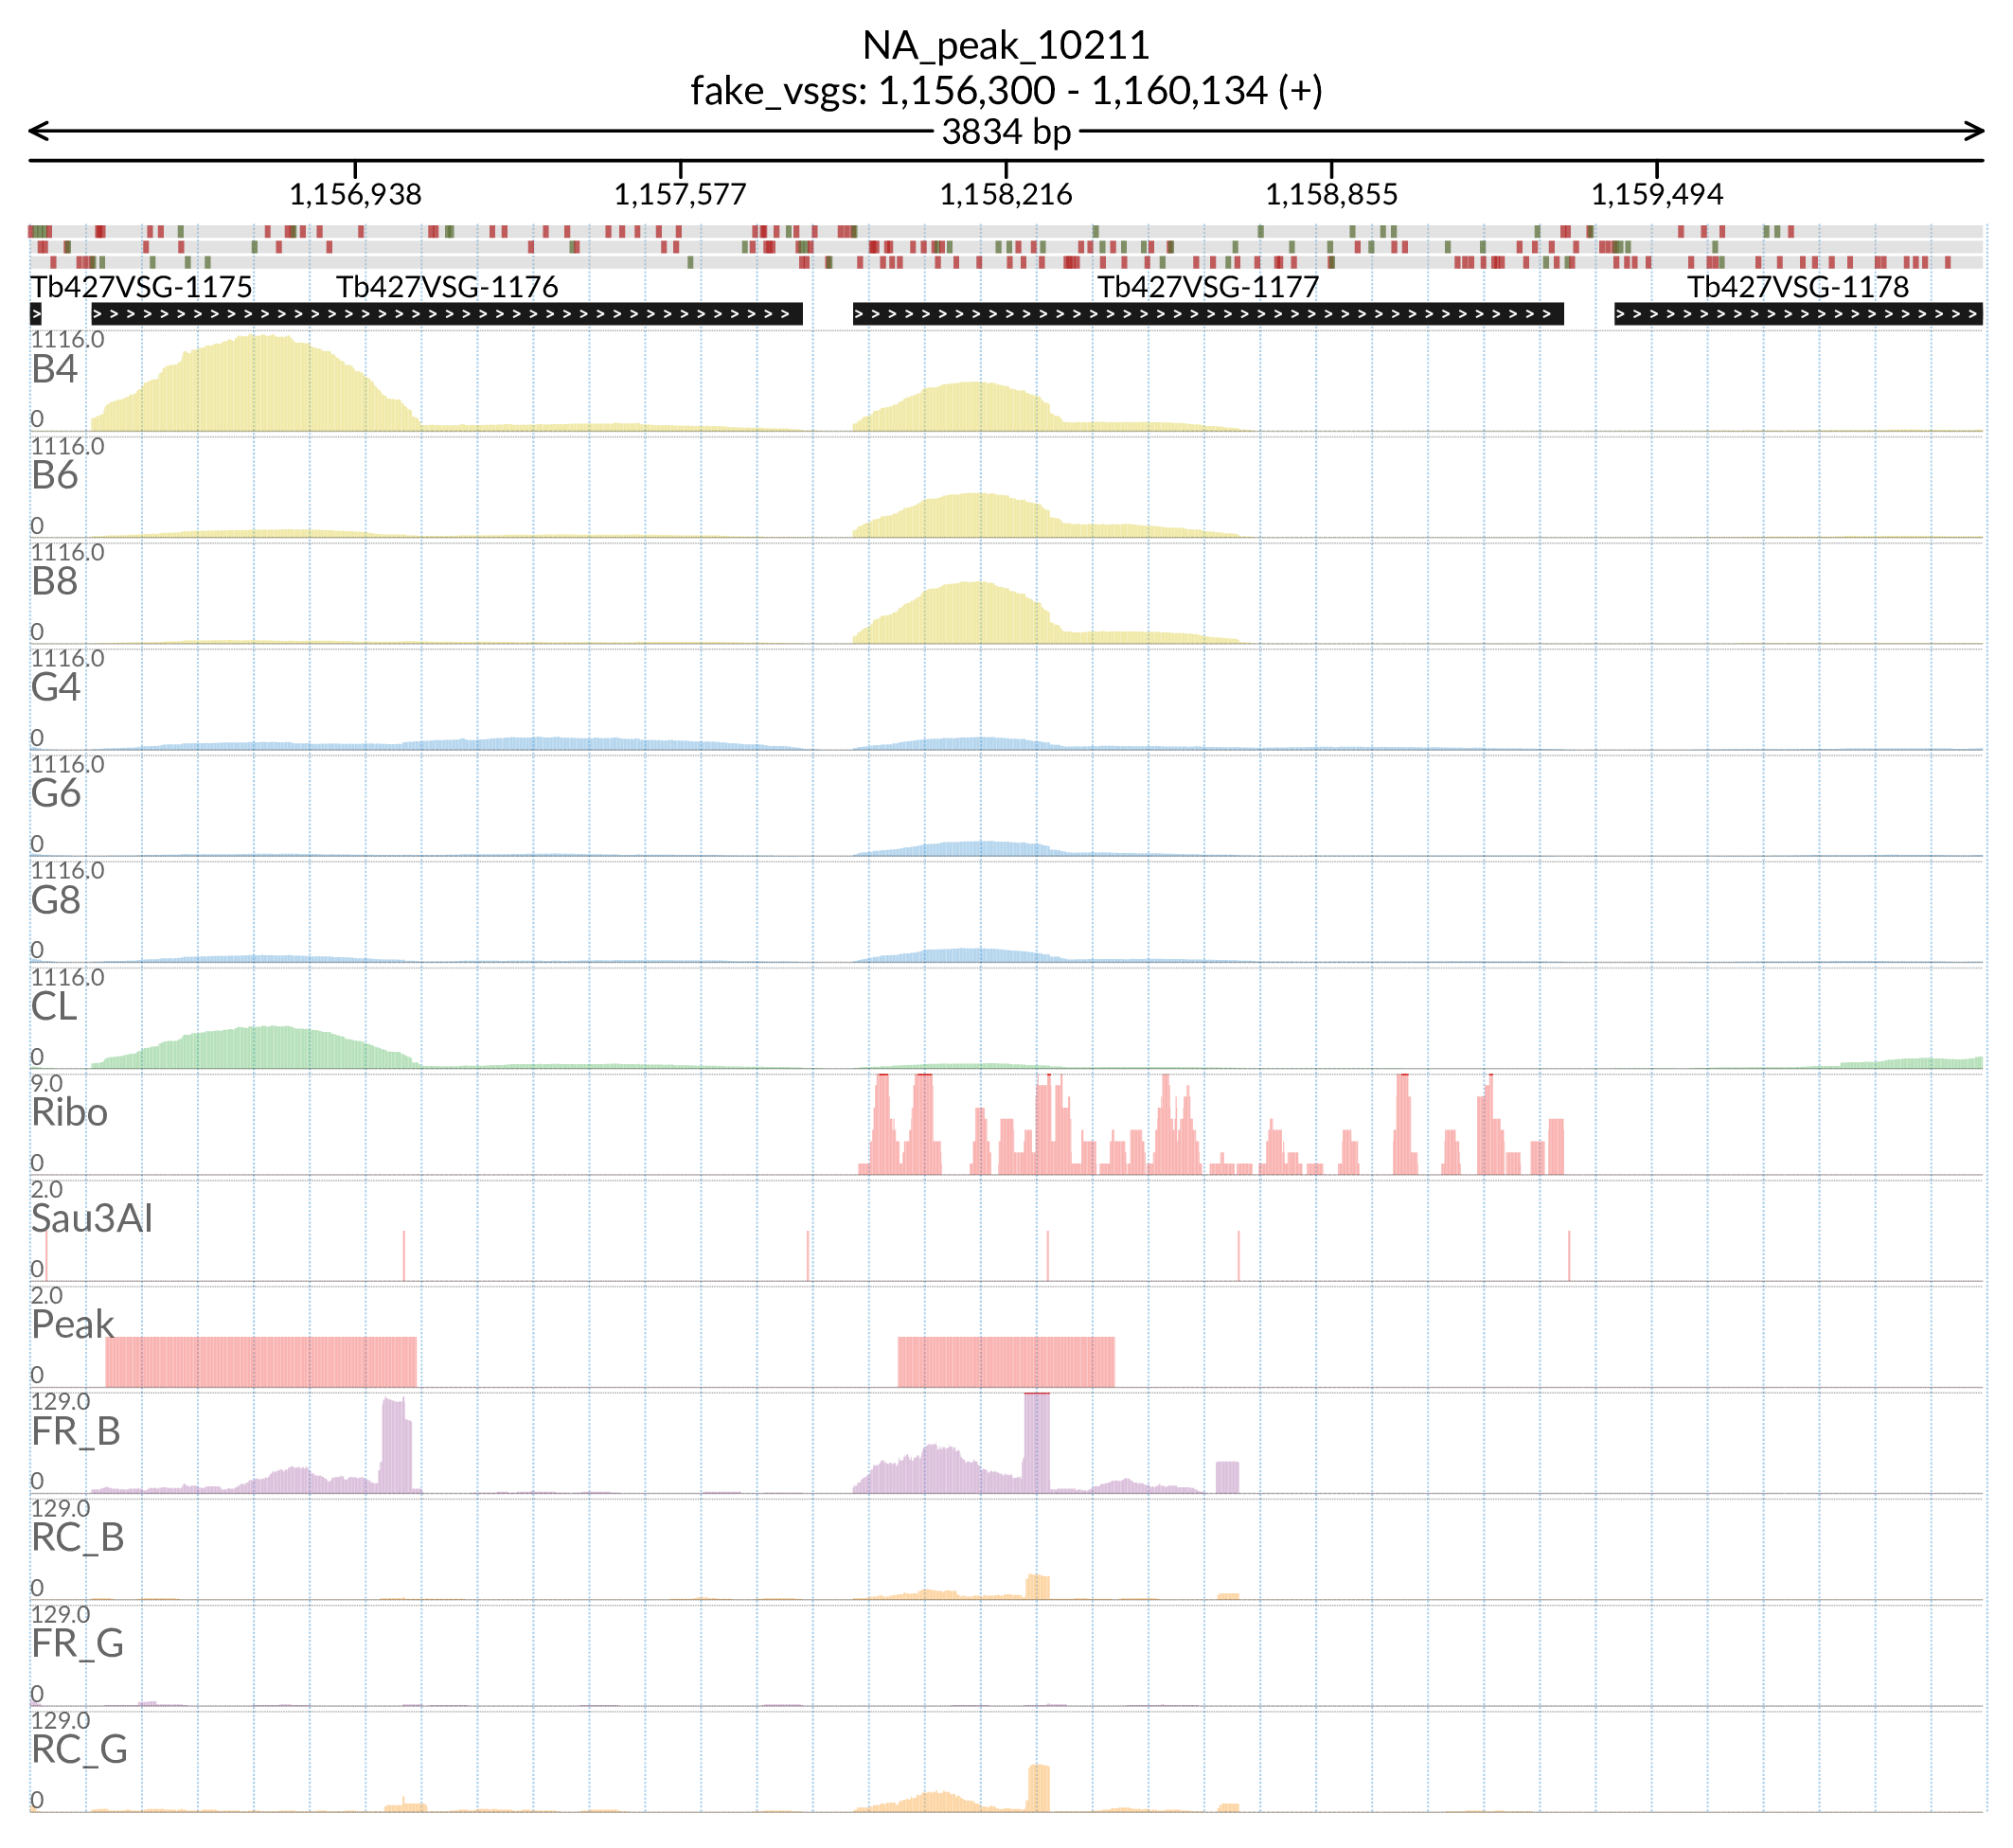 NA_peak_10211
fake_vsgs: 1,156,300 - 1,160,134 (+)
3834 bp
1,156,938 1,157,577 1,158,216 1,158,855 1,159,494
Tb427VSG-1175 Tb427VSG-1176 Tb427VSG-1177 Tb427VSG-1178
1116.0
B4
0
1116.0
B6
0
1116.0
B8
0
1116.0
G4
0
1116.0
G6
0
1116.0
G8
0
1116.0
CL
0
9.0
Ribo
0
2.0
Sau3AI
0
2.0
Peak
0
129.0
FR_B
0
129.0
RC_B
0
129.0
FR_G
0
129.0
RC_G
0